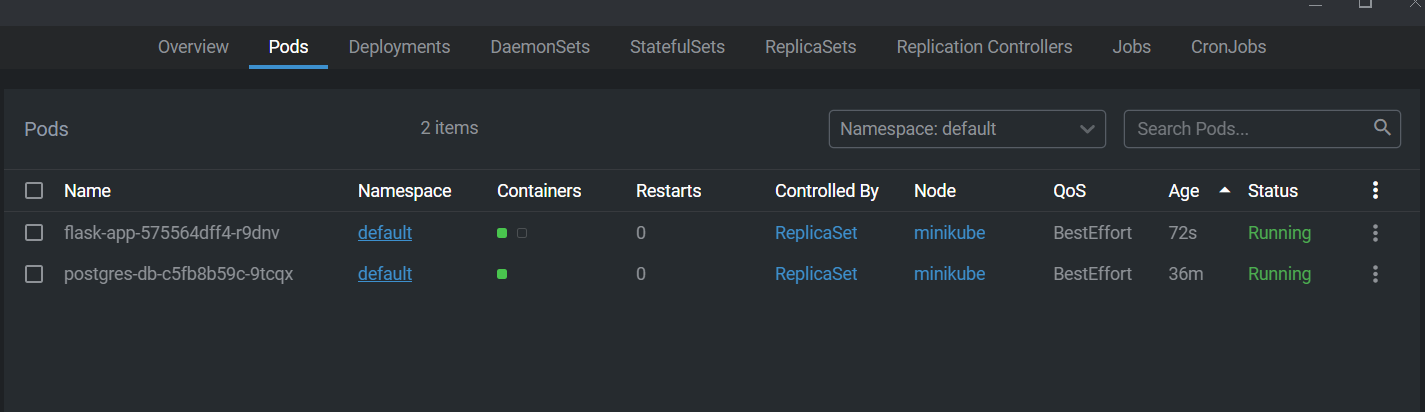 Overview Pods Deployments DaemonSets StatefulSets ReplicaSets Replication Controllers Jobs CronJobs
Pods 2 items Namespace: default Search Pods...
Name Namespace Containers Restarts Controlled By Node QoS Age Status
flask-app-575564dff4-r9dnv default 0 ReplicaSet minikube BestEffort 72s Running
postgres-db-c5fb8b59c-9tcqx default 0 ReplicaSet minikube BestEffort 36m Running